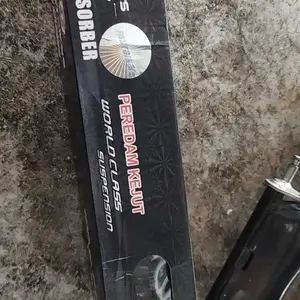 SORBER
PEREDAM KEJUT
WORLD CLASS
SUSPENSION